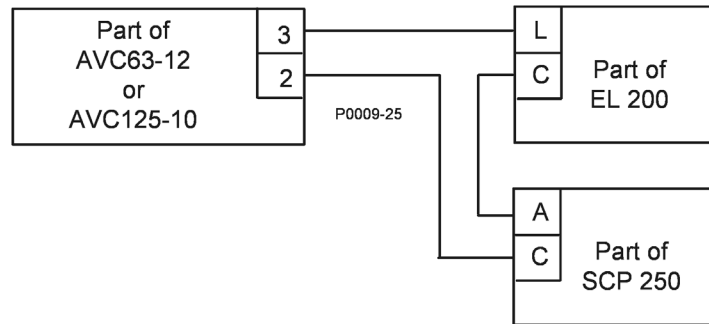 Part of
AVC63-12
or
AVC125-10
3
2
P0009-25
L
C
Part of
EL 200
A
C
Part of
SCP 250